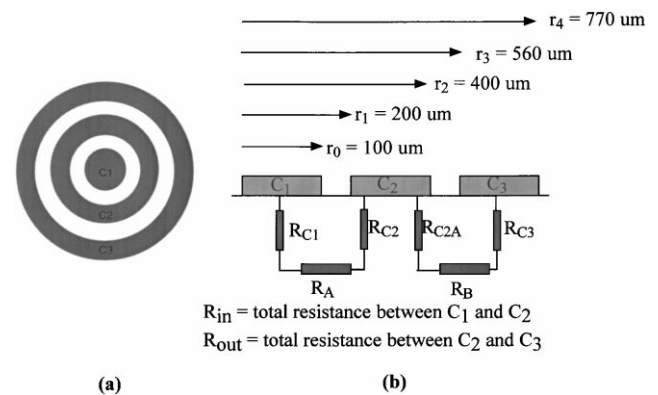 r4 = 770 um
r3 = 560 um
r2 = 400 um
r1 = 200 um
r0 = 100 um
C1
C2
C3
C1
C2
C3
RC1
RC2
RC2A
RC3
RA
RB
Rin = total resistance between C1 and C2
Rout = total resistance between C2 and C3
(a)
(b)